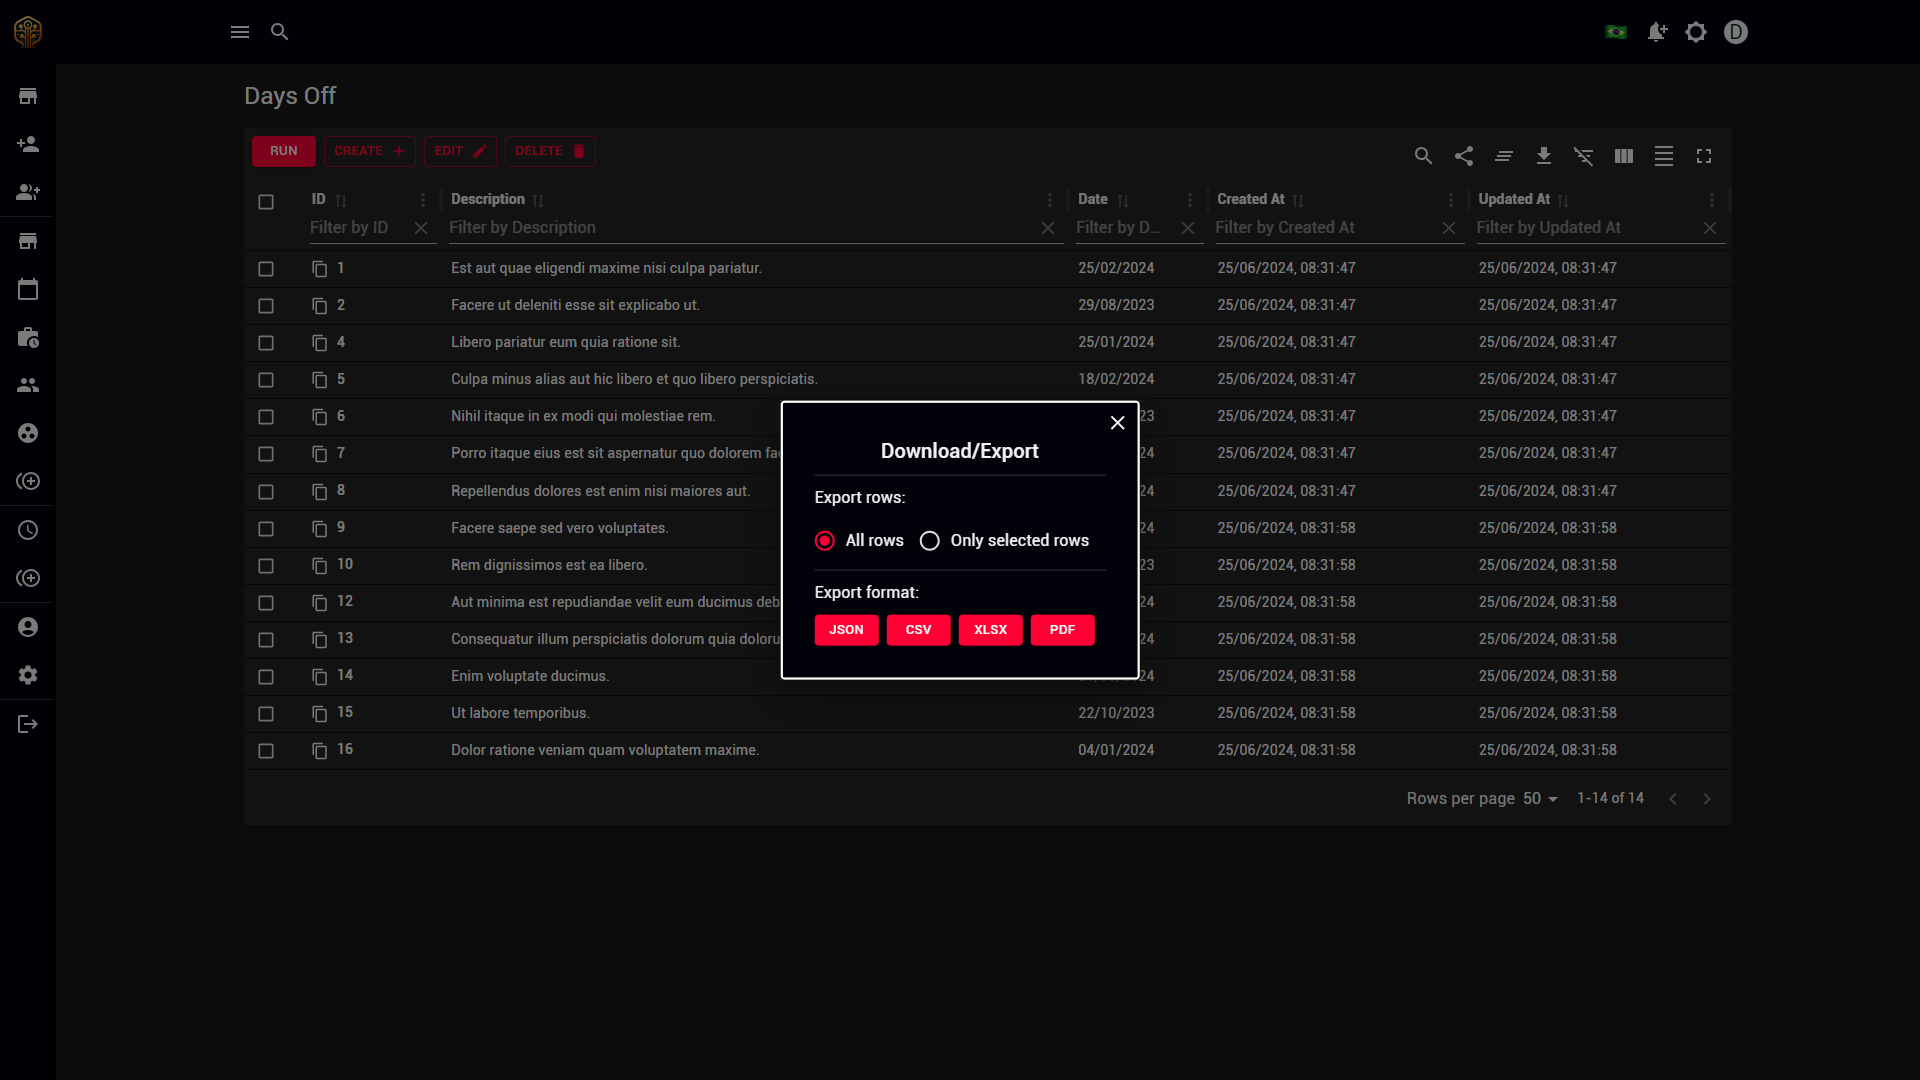 D
Days Off
RUN CREATE EDIT DELETE
ID Description Date Created At Updated At
Filter by ID Filter by Description Filter by D... Filter by Created At Filter by Updated At
1 Est aut quae eligendi maxime nisi culpa pariatur. 25/02/2024 25/06/2024, 08:31:47 25/06/2024, 08:31:47
2 Facere ut deleniti esse sit explicabo ut. 29/08/2023 25/06/2024, 08:31:47 25/06/2024, 08:31:47
4 Libero pariatur eum quia ratione sit. 25/01/2024 25/06/2024, 08:31:47 25/06/2024, 08:31:47
5 Culpa minus alias aut hic libero et quo libero perspiciatis. 18/02/2024 25/06/2024, 08:31:47 25/06/2024, 08:31:47
6 Nihil itaque in ex modi qui molestiae rem. 23 25/06/2024, 08:31:47 25/06/2024, 08:31:47
7 Porro itaque eius est sit aspernatur quo dolorem fa 24 25/06/2024, 08:31:47 25/06/2024, 08:31:47
8 Repellendus dolores est enim nisi maiores aut. 24 25/06/2024, 08:31:47 25/06/2024, 08:31:47
9 Facere saepe sed vero voluptates. 24 25/06/2024, 08:31:58 25/06/2024, 08:31:58
10 Rem dignissimos est ea libero. 23 25/06/2024, 08:31:58 25/06/2024, 08:31:58
12 Aut minima est repudiandae velit eum ducimus deb 24 25/06/2024, 08:31:58 25/06/2024, 08:31:58
13 Consequatur illum perspiciatis dolorum quia doloru 24 25/06/2024, 08:31:58 25/06/2024, 08:31:58
14 Enim voluptate ducimus. 2024 25/06/2024, 08:31:58 25/06/2024, 08:31:58
15 Ut labore temporibus. 22/10/2023 25/06/2024, 08:31:58 25/06/2024, 08:31:58
16 Dolor ratione veniam quam voluptatem maxime. 04/01/2024 25/06/2024, 08:31:58 25/06/2024, 08:31:58
Rows per page 50 1-14 of 14
Download/Export
Export rows:
All rows Only selected rows
Export format:
JSON CSV XLSX PDF